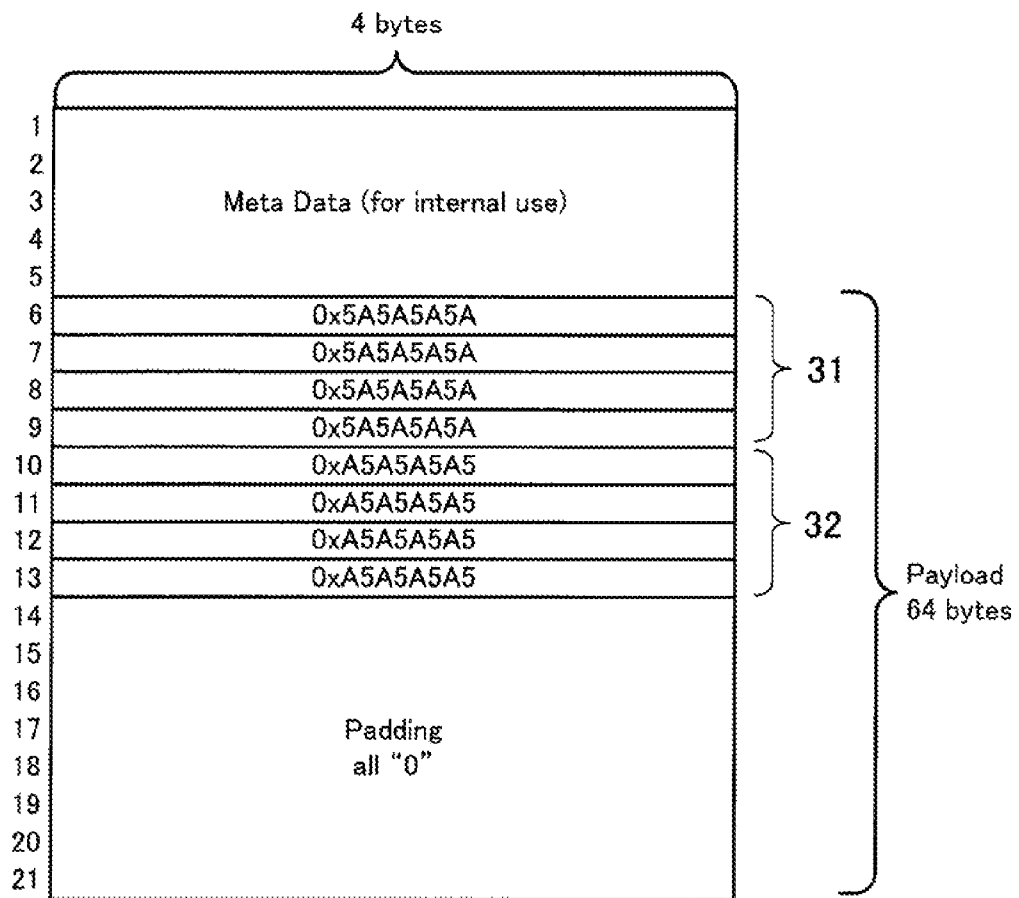 4 bytes
1
2
3 Meta Data (for internal use)
4
5
6 0x5A5A5A5A
7 0x5A5A5A5A
8 0x5A5A5A5A 31
9 0x5A5A5A5A
10 0xA5A5A5A5
11 0xA5A5A5A5
12 0xA5A5A5A5 32
13 0xA5A5A5A5
Payload
64 bytes
14
15
16
17 Padding
18 all “0”
19
20
21